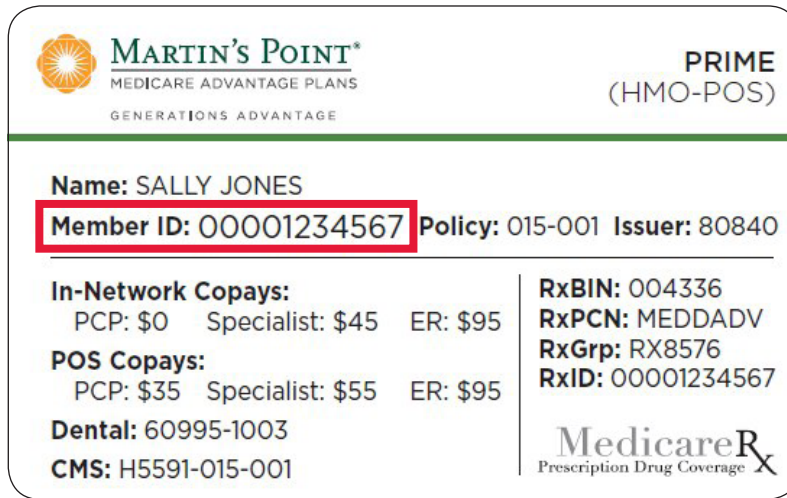 MARTIN'S POINT®
MEDICARE ADVANTAGE PLANS
GENERATIONS ADVANTAGE
PRIME
(HMO-POS)
Name: SALLY JONES
Member ID: 00001234567 Policy: 015-001 Issuer: 80840
In-Network Copays:
PCP: $0 Specialist: $45 ER: $95
POS Copays:
PCP: $35 Specialist: $55 ER: $95
Dental: 60995-1003
CMS: H5591-015-001
RxBIN: 004336
RxPCN: MEDDADV
RxGrp: RX8576
RxID: 00001234567
MedicareRx
Prescription Drug Coverage